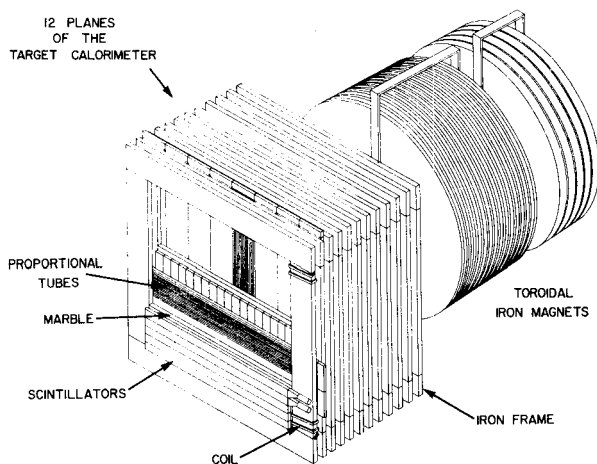 12 PLANES
OF THE
TARGET CALORIMETER
PROPORTIONAL
TUBES
MARBLE
SCINTILLATORS
COIL
TOROIDAL
IRON MAGNETS
IRON FRAME